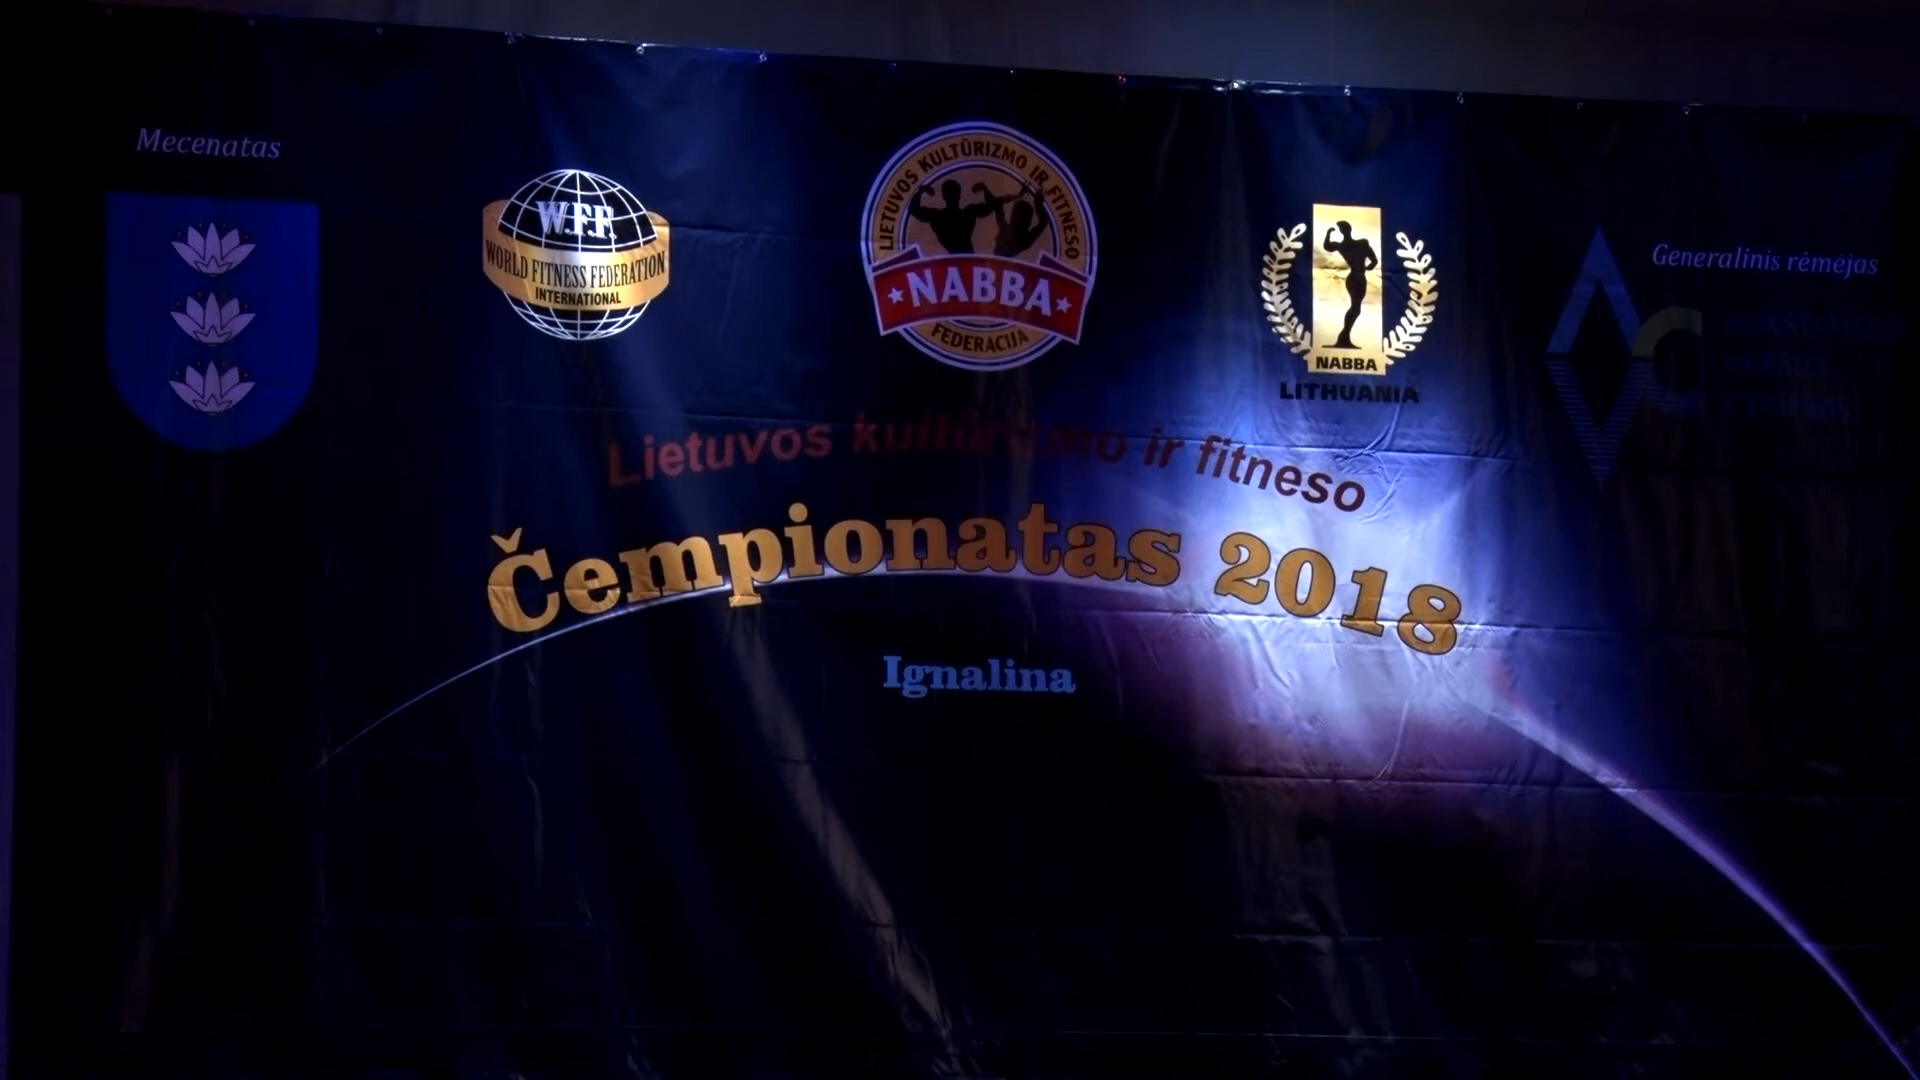 Mecenatas
W.F.F.
WORLD FITNESS FEDERATION
INTERNATIONAL
LIETUVOS KULTŪRIZMO IR FITNESO
NABBA
FEDERACIJA
NABBA
LITHUANIA
Generalinis rėmėjas
Lietuvos kultūrizmo ir fitneso
Čempionatas 2018
Ignalina